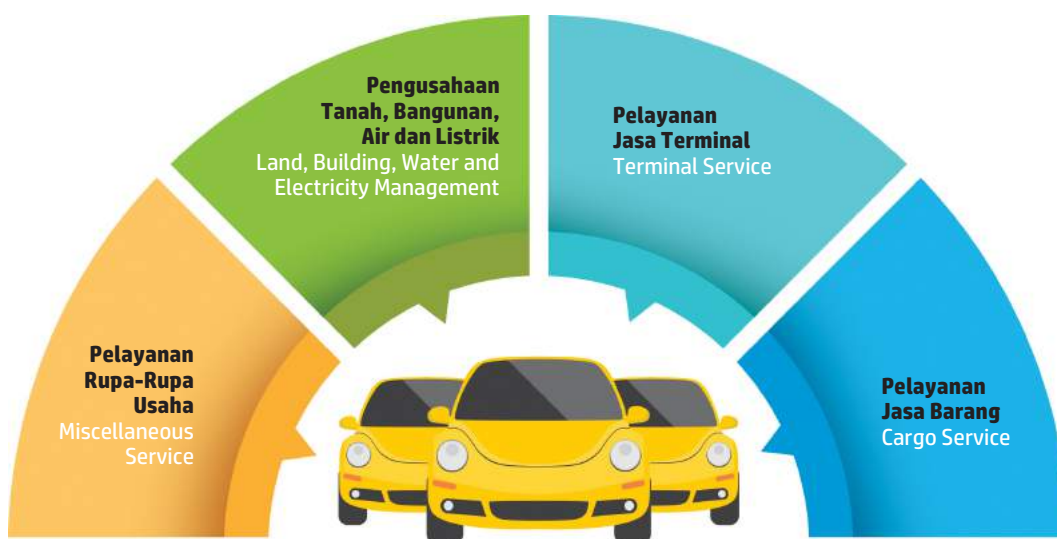 Pengusahaan
Tanah, Bangunan,
Air dan Listrik
Land, Building, Water and
Electricity Management
Pelayanan
Jasa Terminal
Terminal Service
Pelayanan
Rupa-Rupa
Usaha
Miscellaneous
Service
Pelayanan
Jasa Barang
Cargo Service